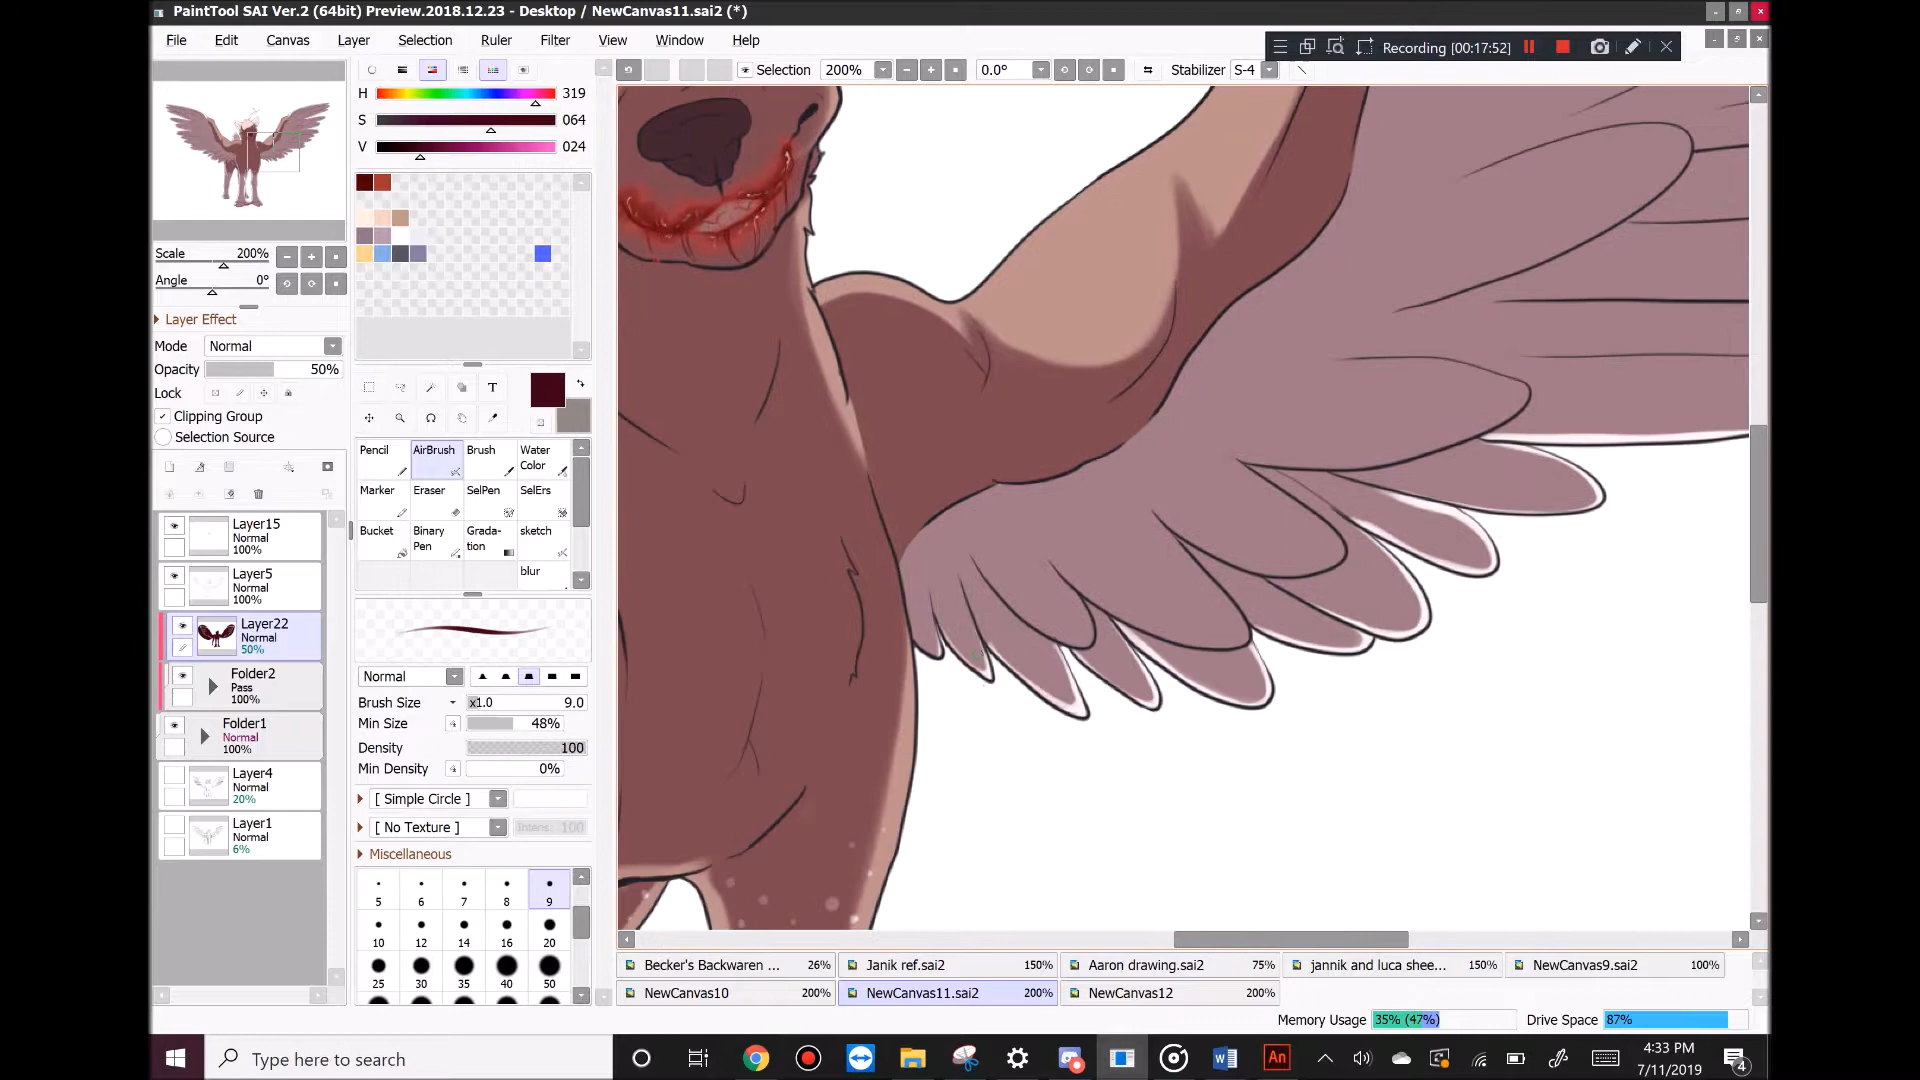 PaintTool SAI Ver.2 (64bit) Preview.2018.12.23 - Desktop / NewCanvas11.sai2 (*)
File Edit Canvas Layer Selection Ruler Filter View Window Help
Recording [00:17:52]
Selection 200% 0.0° Stabilizer S-4
H 319
S 064
V 024
Scale 200%
Angle 0°
Layer Effect
Mode Normal
Opacity 50%
Lock
Clipping Group
Selection Source
T
Pencil AirBrush Brush Water Color
Marker Eraser SelPen SelErs
Bucket Binary Pen Grada-tion sketch
blur
Layer15
Normal
100%
Layer5
Normal
100%
Layer22
Normal
50%
Folder2
Pass
100%
Folder1
Normal
100%
Layer4
Normal
20%
Layer1
Normal
6%
Normal
Brush Size x1.0 9.0
Min Size 48%
Density 100
Min Density 0%
[ Simple Circle ]
[ No Texture ] Intens. 100
Miscellaneous
5 6 7 8 9
10 12 14 16 20
25 30 35 40 50
Becker's Backwaren ... 26% Janik ref.sai2 150% Aaron drawing.sai2 75% jannik and luca shee... 150% NewCanvas9.sai2 100%
NewCanvas10 200% NewCanvas11.sai2 200% NewCanvas12 200%
Memory Usage 35% (47%) Drive Space 87%
Type here to search
An
4:33 PM
7/11/2019
4